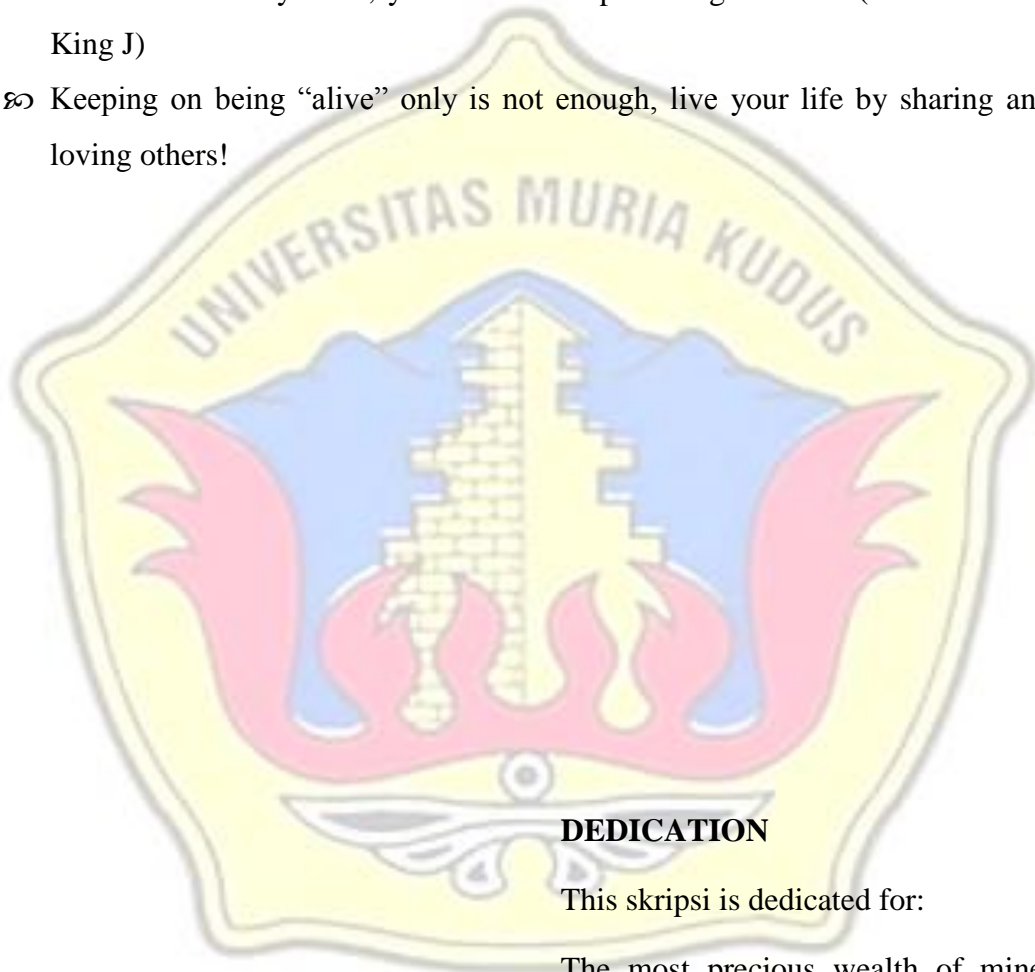 King J)
Keeping on being “alive” only is not enough, live your life by sharing an
loving others!
UNIVERSITAS MURIA KUDUS
DEDICATION
This skripsi is dedicated for:
The most precious wealth of mine